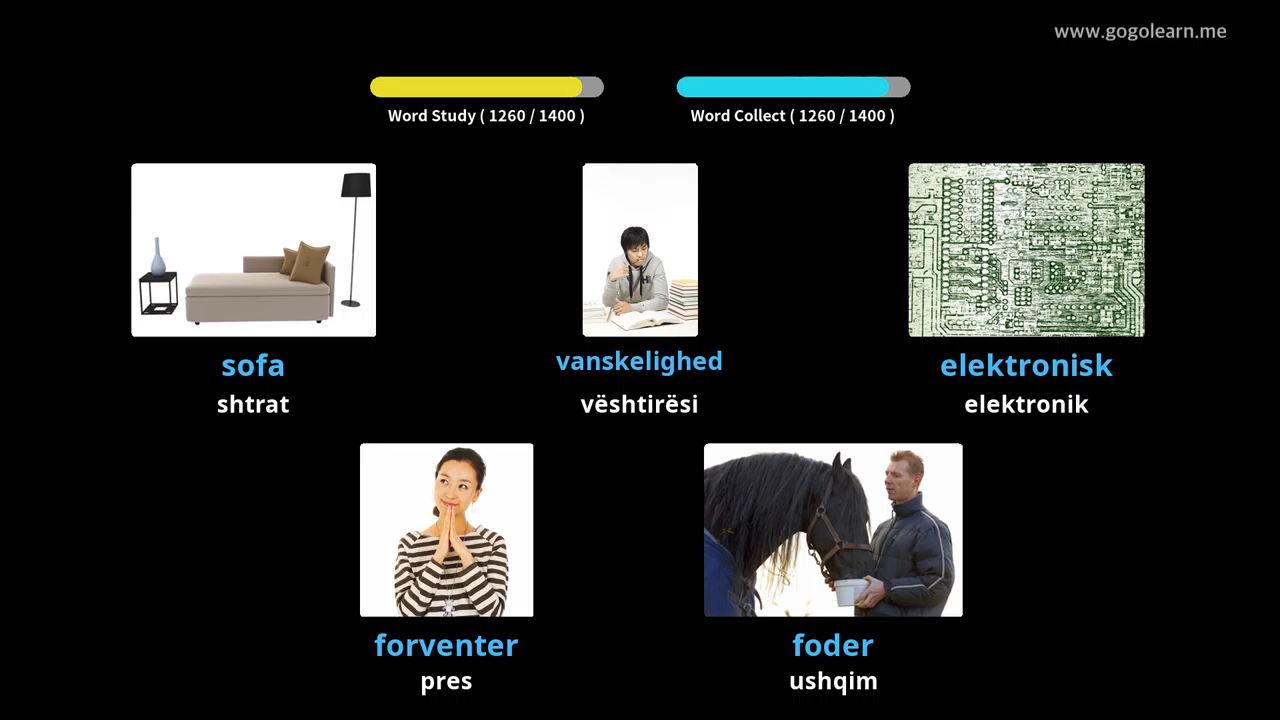 www.gogolearn.me
Word Study ( 1260 / 1400 )
Word Collect ( 1260 / 1400 )
sofa
shtrat
vanskelighed
vështirësi
elektronisk
elektronik
forventer
pres
foder
ushqim